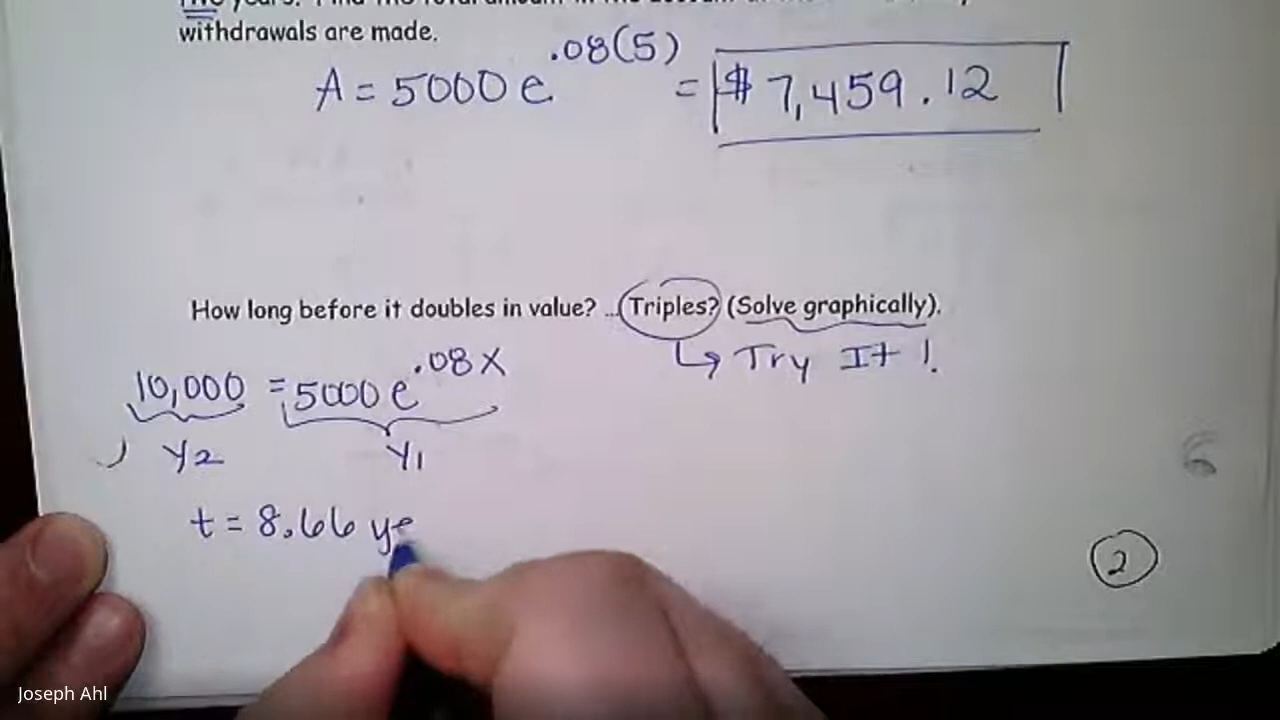 withdrawals are made.
A = 5000 e^.08(5) = $7,459.12
How long before it doubles in value? ... Triples? (Solve graphically).
↳ Try It !
10,000 = 5000 e^.08x
y2 y1
t = 8.66 ye
6
2
Joseph Ahl